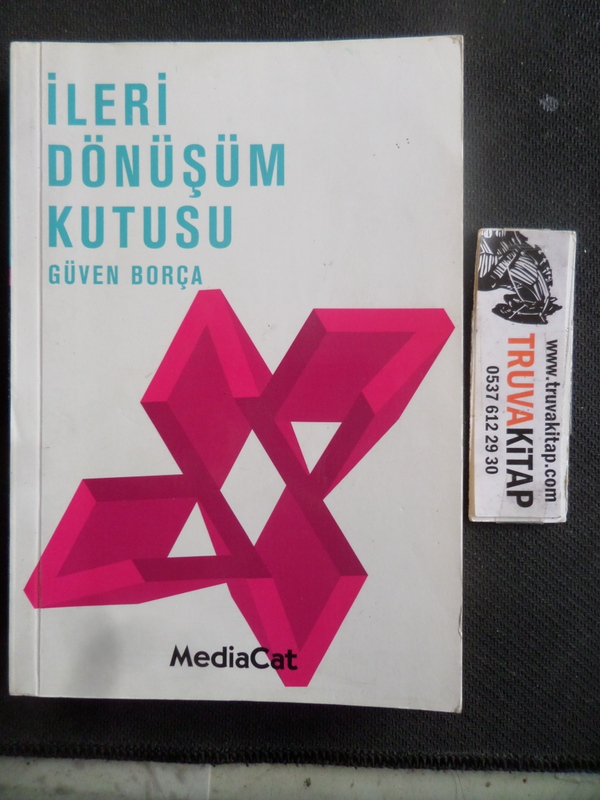 İLERİ
DÖNÜŞÜM
KUTUSU
GÜVEN BORÇA
MediaCat
www.truvakitap.com
TRUVAKİTAP
0537 612 29 30